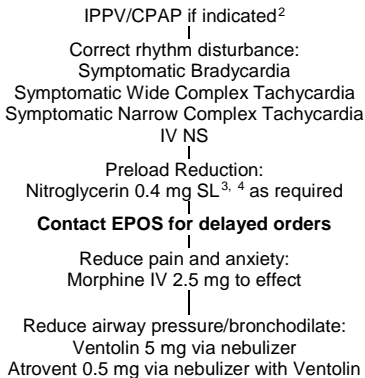 IPPV/CPAP if indicated²
Correct rhythm disturbance:
Symptomatic Bradycardia
Symptomatic Wide Complex Tachycardia
Symptomatic Narrow Complex Tachycardia
IV NS
Preload Reduction:
Nitroglycerin 0.4 mg SL³, ⁴ as required
Contact EPOS for delayed orders
Reduce pain and anxiety:
Morphine IV 2.5 mg to effect
Reduce airway pressure/bronchodilate:
Ventolin 5 mg via nebulizer
Atrovent 0.5 mg via nebulizer with Ventolin